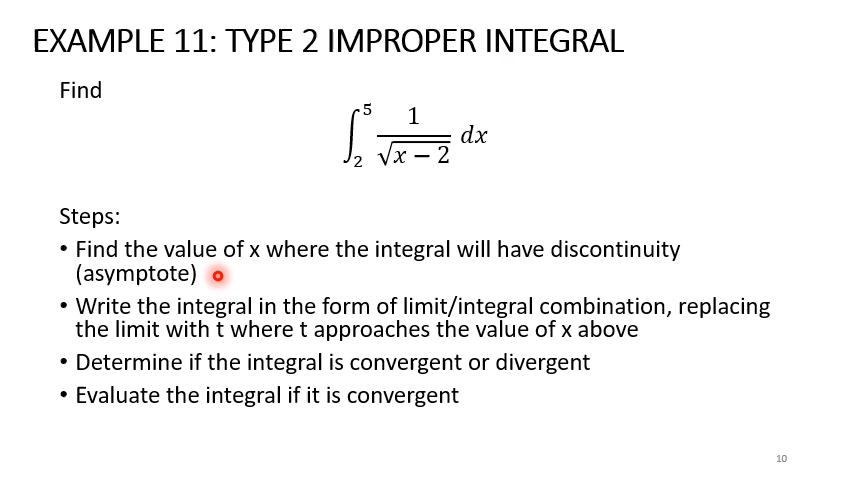 EXAMPLE 11: TYPE 2 IMPROPER INTEGRAL
Find
∫₂⁵ 1/√(x − 2) dx
Steps:
• Find the value of x where the integral will have discontinuity
(asymptote)
• Write the integral in the form of limit/integral combination, replacing
the limit with t where t approaches the value of x above
• Determine if the integral is convergent or divergent
• Evaluate the integral if it is convergent
10